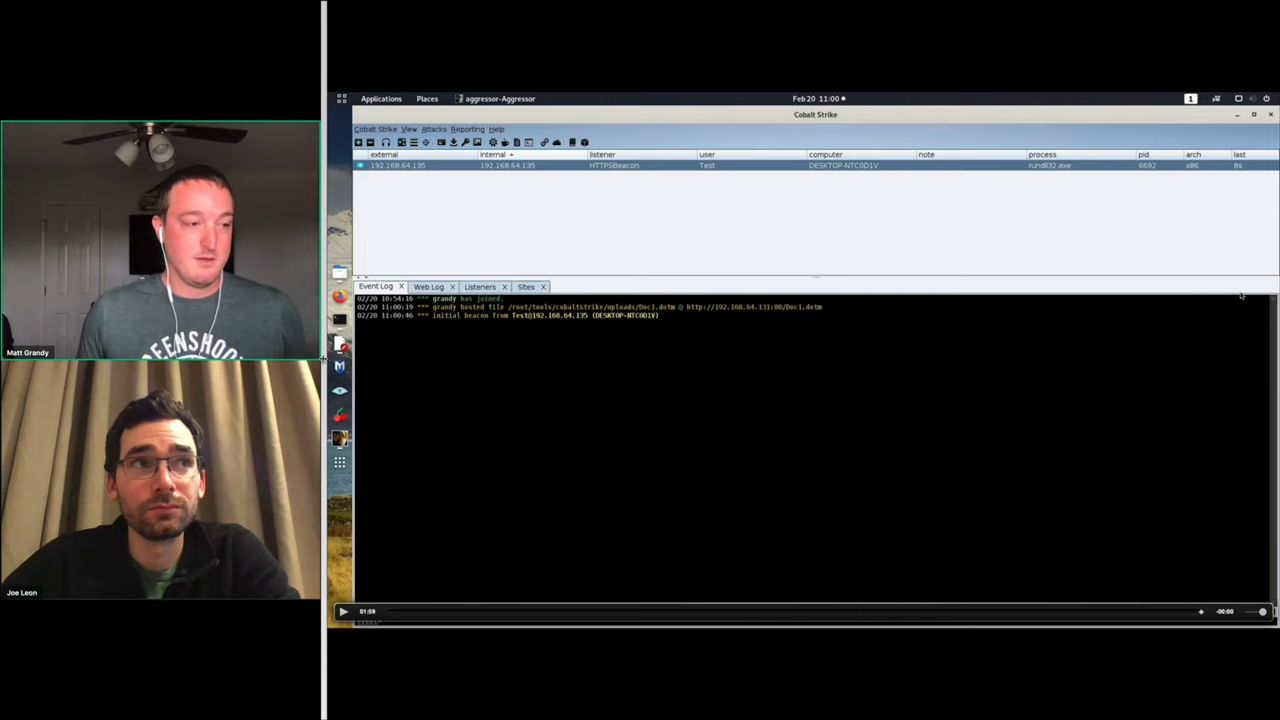 Applications Places aggressor-Aggressor Feb 20 11:00 1
Cobalt Strike
Cobalt Strike View Attacks Reporting Help
external internal listener user computer note process pid arch last
192.168.64.135 192.168.64.135 HTTPSBeacon Test DESKTOP-NTC0D1V rundll32.exe 6692 x86 8s
Event Log X Web Log X Listeners X Sites X
02/20 10:54:16 *** grandy has joined.
02/20 11:00:19 *** grandy hosted file /root/tools/cobaltstrike/uploads/Doc1.dotm @ http://192.168.64.131:80/Doc1.dotm
02/20 11:00:46 *** initial beacon from Test@192.168.64.135 (DESKTOP-NTC0D1V)
EENSHO
Matt Grandy
Joe Leon
01:59 -00:00